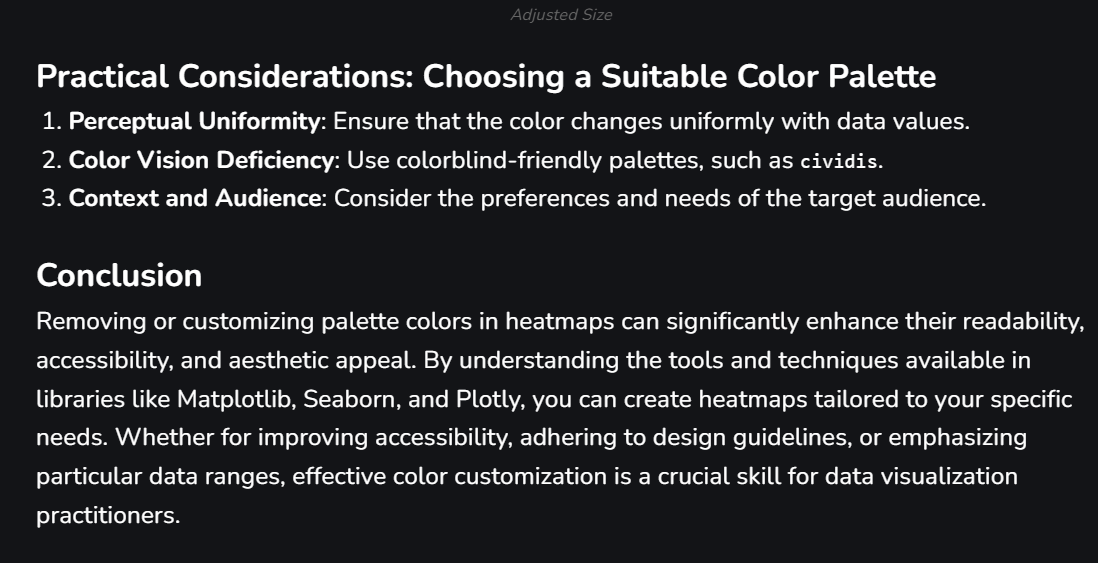 Adjusted Size
Practical Considerations: Choosing a Suitable Color Palette
1. Perceptual Uniformity: Ensure that the color changes uniformly with data values.
2. Color Vision Deficiency: Use colorblind-friendly palettes, such as cividis.
3. Context and Audience: Consider the preferences and needs of the target audience.
Conclusion
Removing or customizing palette colors in heatmaps can significantly enhance their readability,
accessibility, and aesthetic appeal. By understanding the tools and techniques available in
libraries like Matplotlib, Seaborn, and Plotly, you can create heatmaps tailored to your specific
needs. Whether for improving accessibility, adhering to design guidelines, or emphasizing
particular data ranges, effective color customization is a crucial skill for data visualization
practitioners.